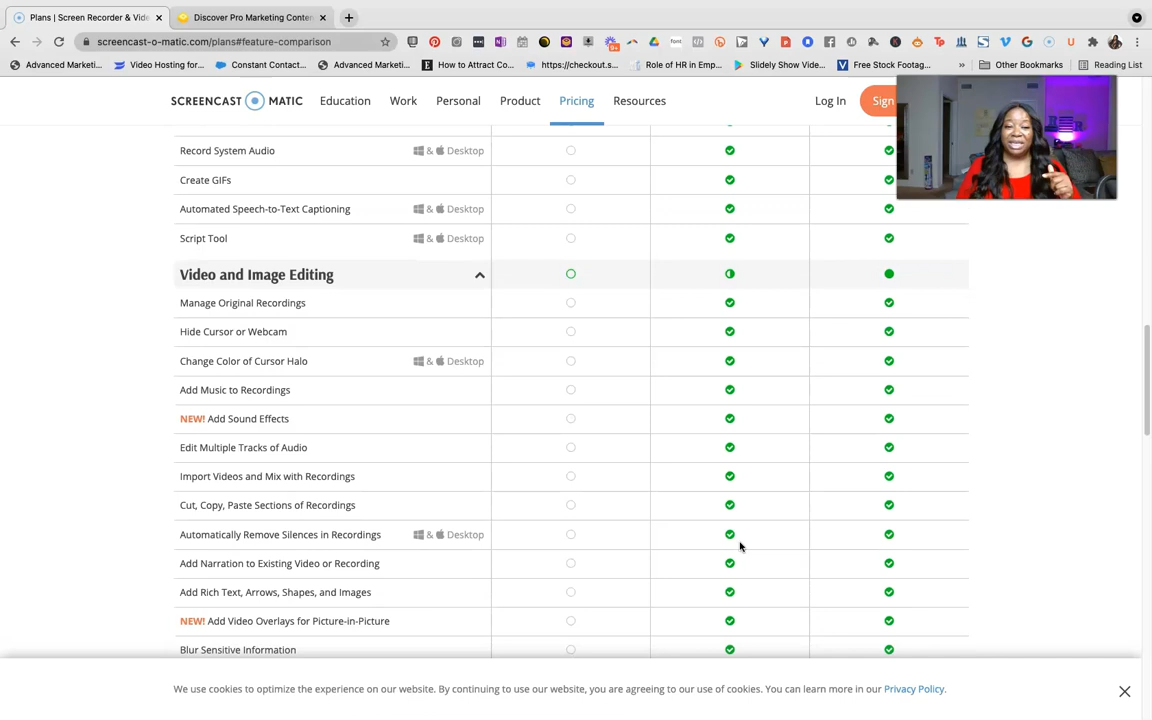 Plans | Screen Recorder & Vide
Discover Pro Marketing Conten
screencast-o-matic.com/plans#feature-comparison
Advanced Marketi...
Video Hosting for...
Constant Contact...
Advanced Marketi...
How to Attract Co...
https://checkout.s...
Role of HR in Emp...
Slidely Show Vide...
Free Stock Footag...
»
Other Bookmarks
Reading List
SCREENCAST MATIC
Education
Work
Personal
Product
Pricing
Resources
Log In
Sign
Record System Audio & Desktop
Create GIFs
Automated Speech-to-Text Captioning & Desktop
Script Tool & Desktop
Video and Image Editing
Manage Original Recordings
Hide Cursor or Webcam
Change Color of Cursor Halo & Desktop
Add Music to Recordings
NEW! Add Sound Effects
Edit Multiple Tracks of Audio
Import Videos and Mix with Recordings
Cut, Copy, Paste Sections of Recordings
Automatically Remove Silences in Recordings & Desktop
Add Narration to Existing Video or Recording
Add Rich Text, Arrows, Shapes, and Images
NEW! Add Video Overlays for Picture-in-Picture
Blur Sensitive Information
We use cookies to optimize the experience on our website. By continuing to use our website, you are agreeing to our use of cookies. You can learn more in our Privacy Policy.